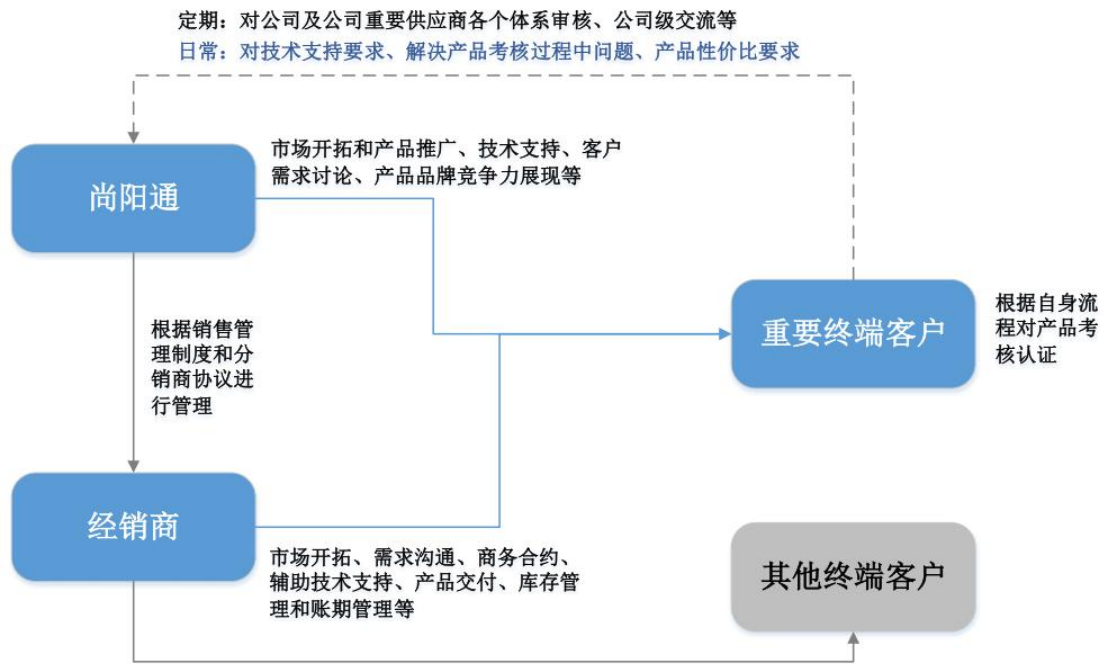 定期：对公司及公司重要供应商各个体系审核、公司级交流等
日常：对技术支持要求、解决产品考核过程中问题、产品性价比要求
市场开拓和产品推广、技术支持、客户
需求讨论、产品品牌竞争力展现等
尚阳通
根据销售管
理制度和分
销商协议进
行管理
重要终端客户
根据自身流
程对产品考
核认证
经销商
市场开拓、需求沟通、商务合约、
辅助技术支持、产品交付、库存管
理和账期管理等
其他终端客户